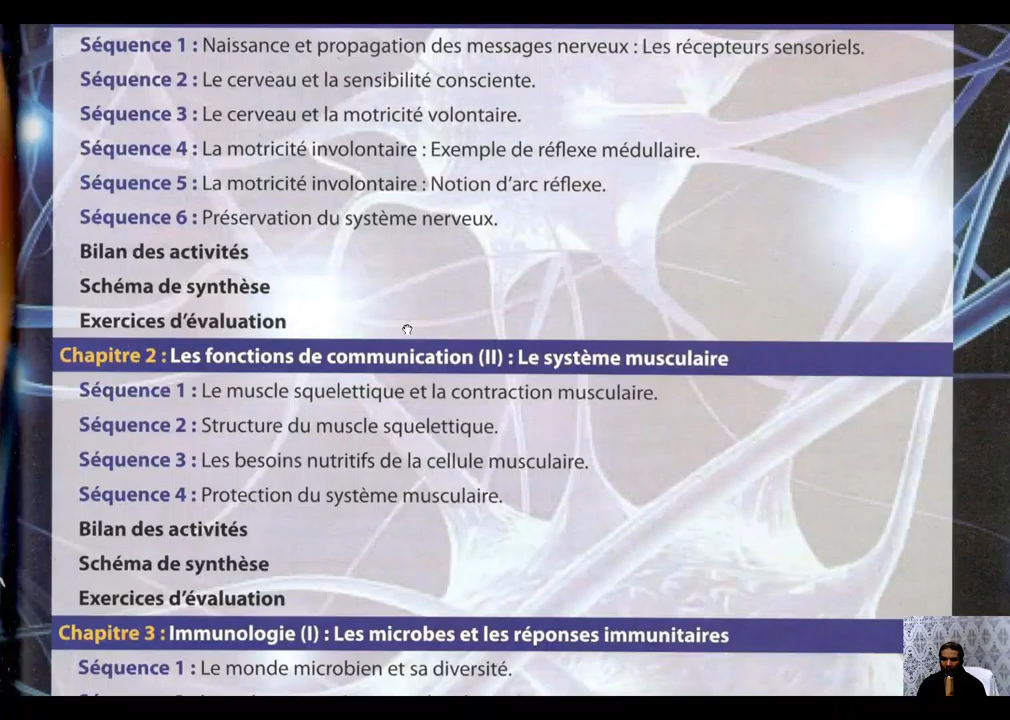 Séquence 1 : Naissance et propagation des messages nerveux : Les récepteurs sensoriels.
Séquence 2 : Le cerveau et la sensibilité consciente.
Séquence 3 : Le cerveau et la motricité volontaire.
Séquence 4 : La motricité involontaire : Exemple de réflexe médullaire.
Séquence 5 : La motricité involontaire : Notion d'arc réflexe.
Séquence 6 : Préservation du système nerveux.
Bilan des activités
Schéma de synthèse
Exercices d'évaluation
Chapitre 2 : Les fonctions de communication (II) : Le système musculaire
Séquence 1 : Le muscle squelettique et la contraction musculaire.
Séquence 2 : Structure du muscle squelettique.
Séquence 3 : Les besoins nutritifs de la cellule musculaire.
Séquence 4 : Protection du système musculaire.
Bilan des activités
Schéma de synthèse
Exercices d'évaluation
Chapitre 3 : Immunologie (I) : Les microbes et les réponses immunitaires
Séquence 1 : Le monde microbien et sa diversité.